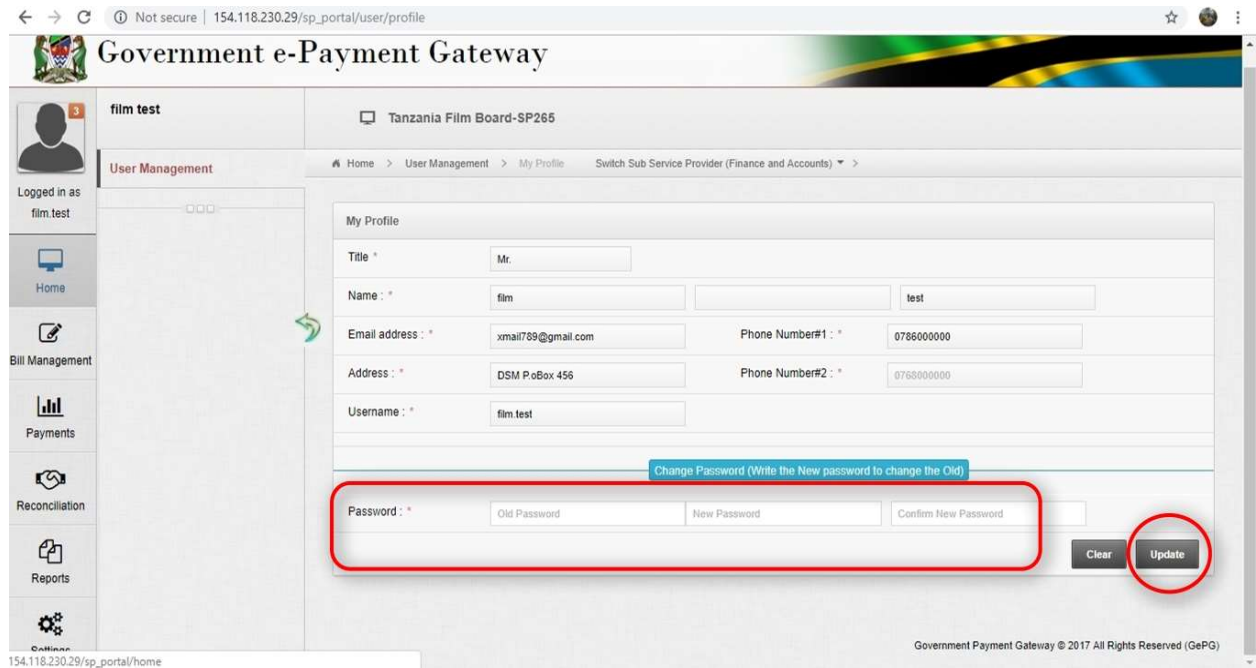 Not secure | 154.118.230.29/sp_portal/user/profile
Government e-Payment Gateway
3
Logged in as
film.test
Home
Bill Management
Payments
Reconciliation
Reports
Settings
film test
User Management
Tanzania Film Board-SP265
Home > User Management > My Profile Switch Sub Service Provider (Finance and Accounts) >
My Profile
Title * Mr.
Name : * film test
Email address : * xmail789@gmail.com Phone Number#1 : * 0786000000
Address : * DSM P.oBox 456 Phone Number#2 : * 0768000000
Username : * film.test
Change Password (Write the New password to change the Old)
Password : * Old Password New Password Confirm New Password
Clear Update
Government Payment Gateway © 2017 All Rights Reserved (GePG)
154.118.230.29/sp_portal/home